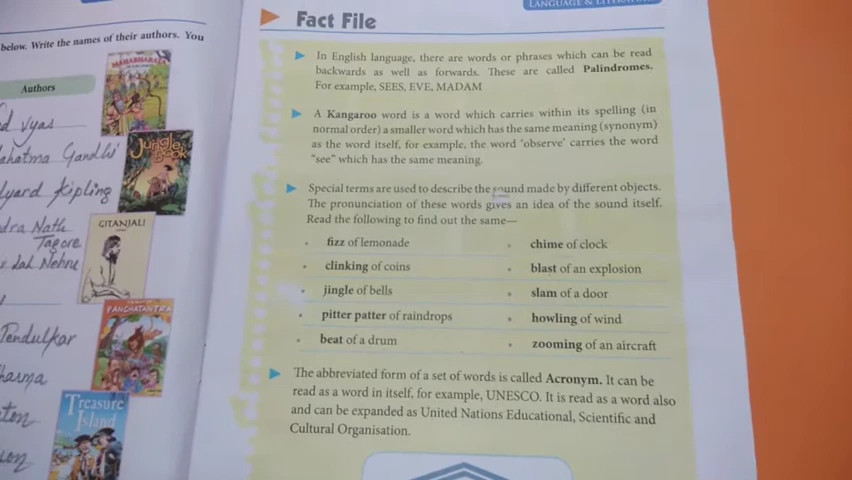 LANGUAGE & LITERATURE
Fact File
In English language, there are words or phrases which can be read
backwards as well as forwards. These are called Palindromes.
For example, SEES, EVE, MADAM
A Kangaroo word is a word which carries within its spelling (in
normal order) a smaller word which has the same meaning (synonym)
as the word itself, for example, the word 'observe' carries the word
"see" which has the same meaning.
Special terms are used to describe the sound made by different objects.
The pronunciation of these words gives an idea of the sound itself.
Read the following to find out the same—
fizz of lemonade
clinking of coins
jingle of bells
pitter patter of raindrops
beat of a drum
chime of clock
blast of an explosion
slam of a door
howling of wind
zooming of an aircraft
The abbreviated form of a set of words is called Acronym. It can be
read as a word in itself, for example, UNESCO. It is read as a word also
and can be expanded as United Nations Educational, Scientific and
Cultural Organisation.
below. Write the names of their authors. You
Authors
Vyas
Gandhi
Kipling
Nath
Tagore
Nehru
MAHABHARATA
Jungle
Book
GITANJALI
PANCHATANTRA
Treasure
Island